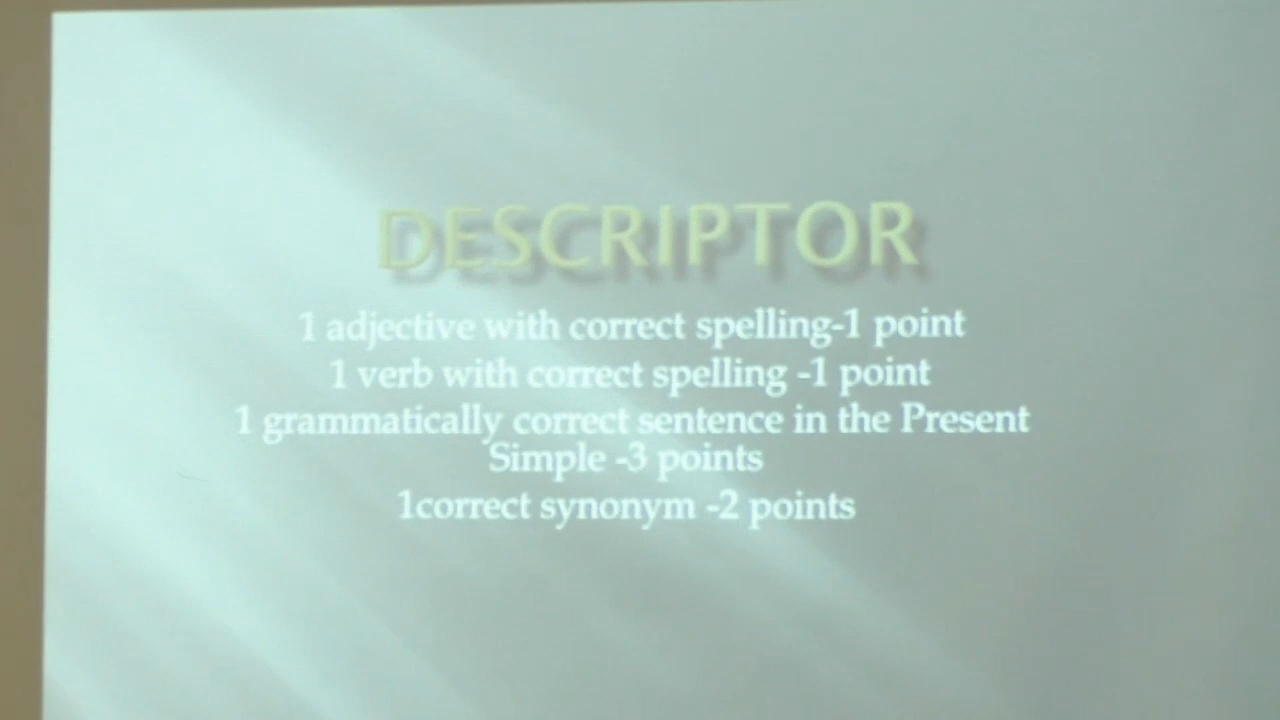 DESCRIPTOR
1 adjective with correct spelling-1 point
1 verb with correct spelling -1 point
1 grammatically correct sentence in the Present
Simple -3 points
1correct synonym -2 points